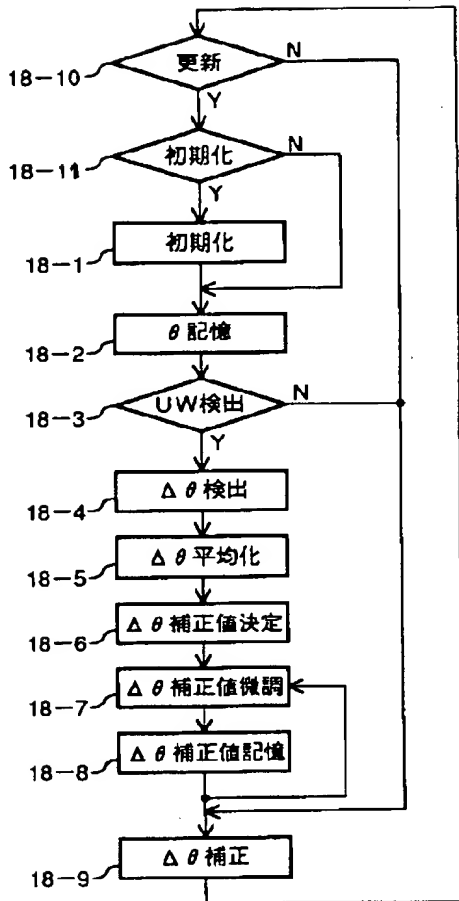 更新
N
18-10
Y
初期化
N
18-11
Y
初期化
18-1
θ記憶
18-2
UW検出
N
18-3
Y
Δθ検出
18-4
Δθ平均化
18-5
Δθ補正値決定
18-6
Δθ補正値微調
18-7
Δθ補正値記憶
18-8
Δθ補正
18-9